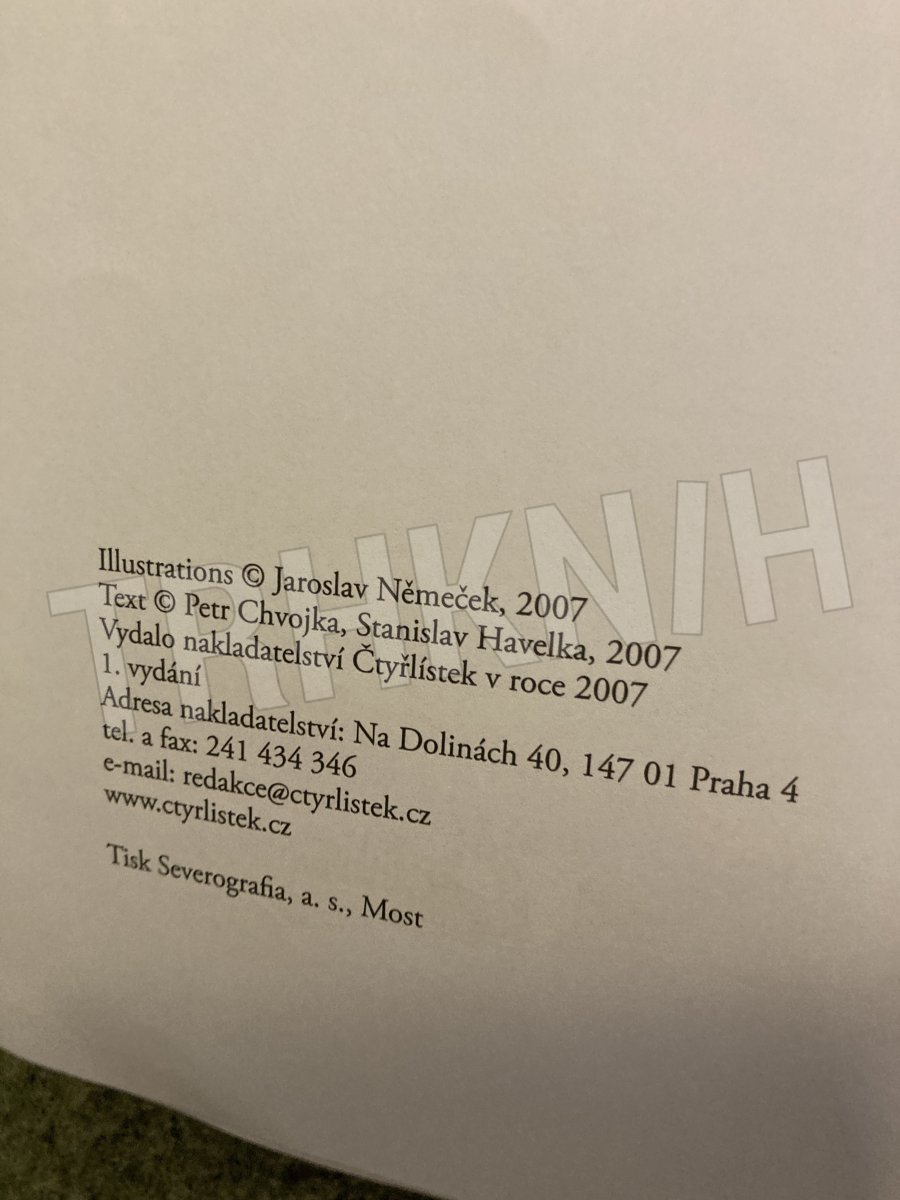 Illustrations © Jaroslav Němeček, 2007
Text © Petr Chvojka, Stanislav Havelka, 2007
Vydalo nakladatelství Čtyřlístek v roce 2007
1. vydání
Adresa nakladatelství: Na Dolinách 40, 147 01 Praha 4
tel. a fax: 241 434 346
e-mail: redakce@ctyrlistek.cz
www.ctyrlistek.cz
Tisk Severografia, a. s., Most
TRHKNIH